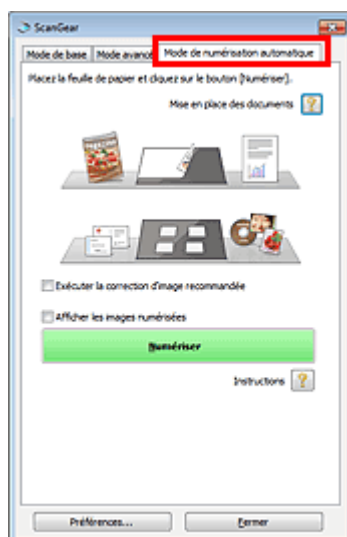 ScanGear
Mode de base Mode avancé Mode de numérisation automatique
Placez la feuille de papier et cliquez sur le bouton [Numériser].
Mise en place des documents ?
Exécuter la correction d'image recommandée
Afficher les images numérisées
Numériser
Instructions ?
Préférences... Fermer